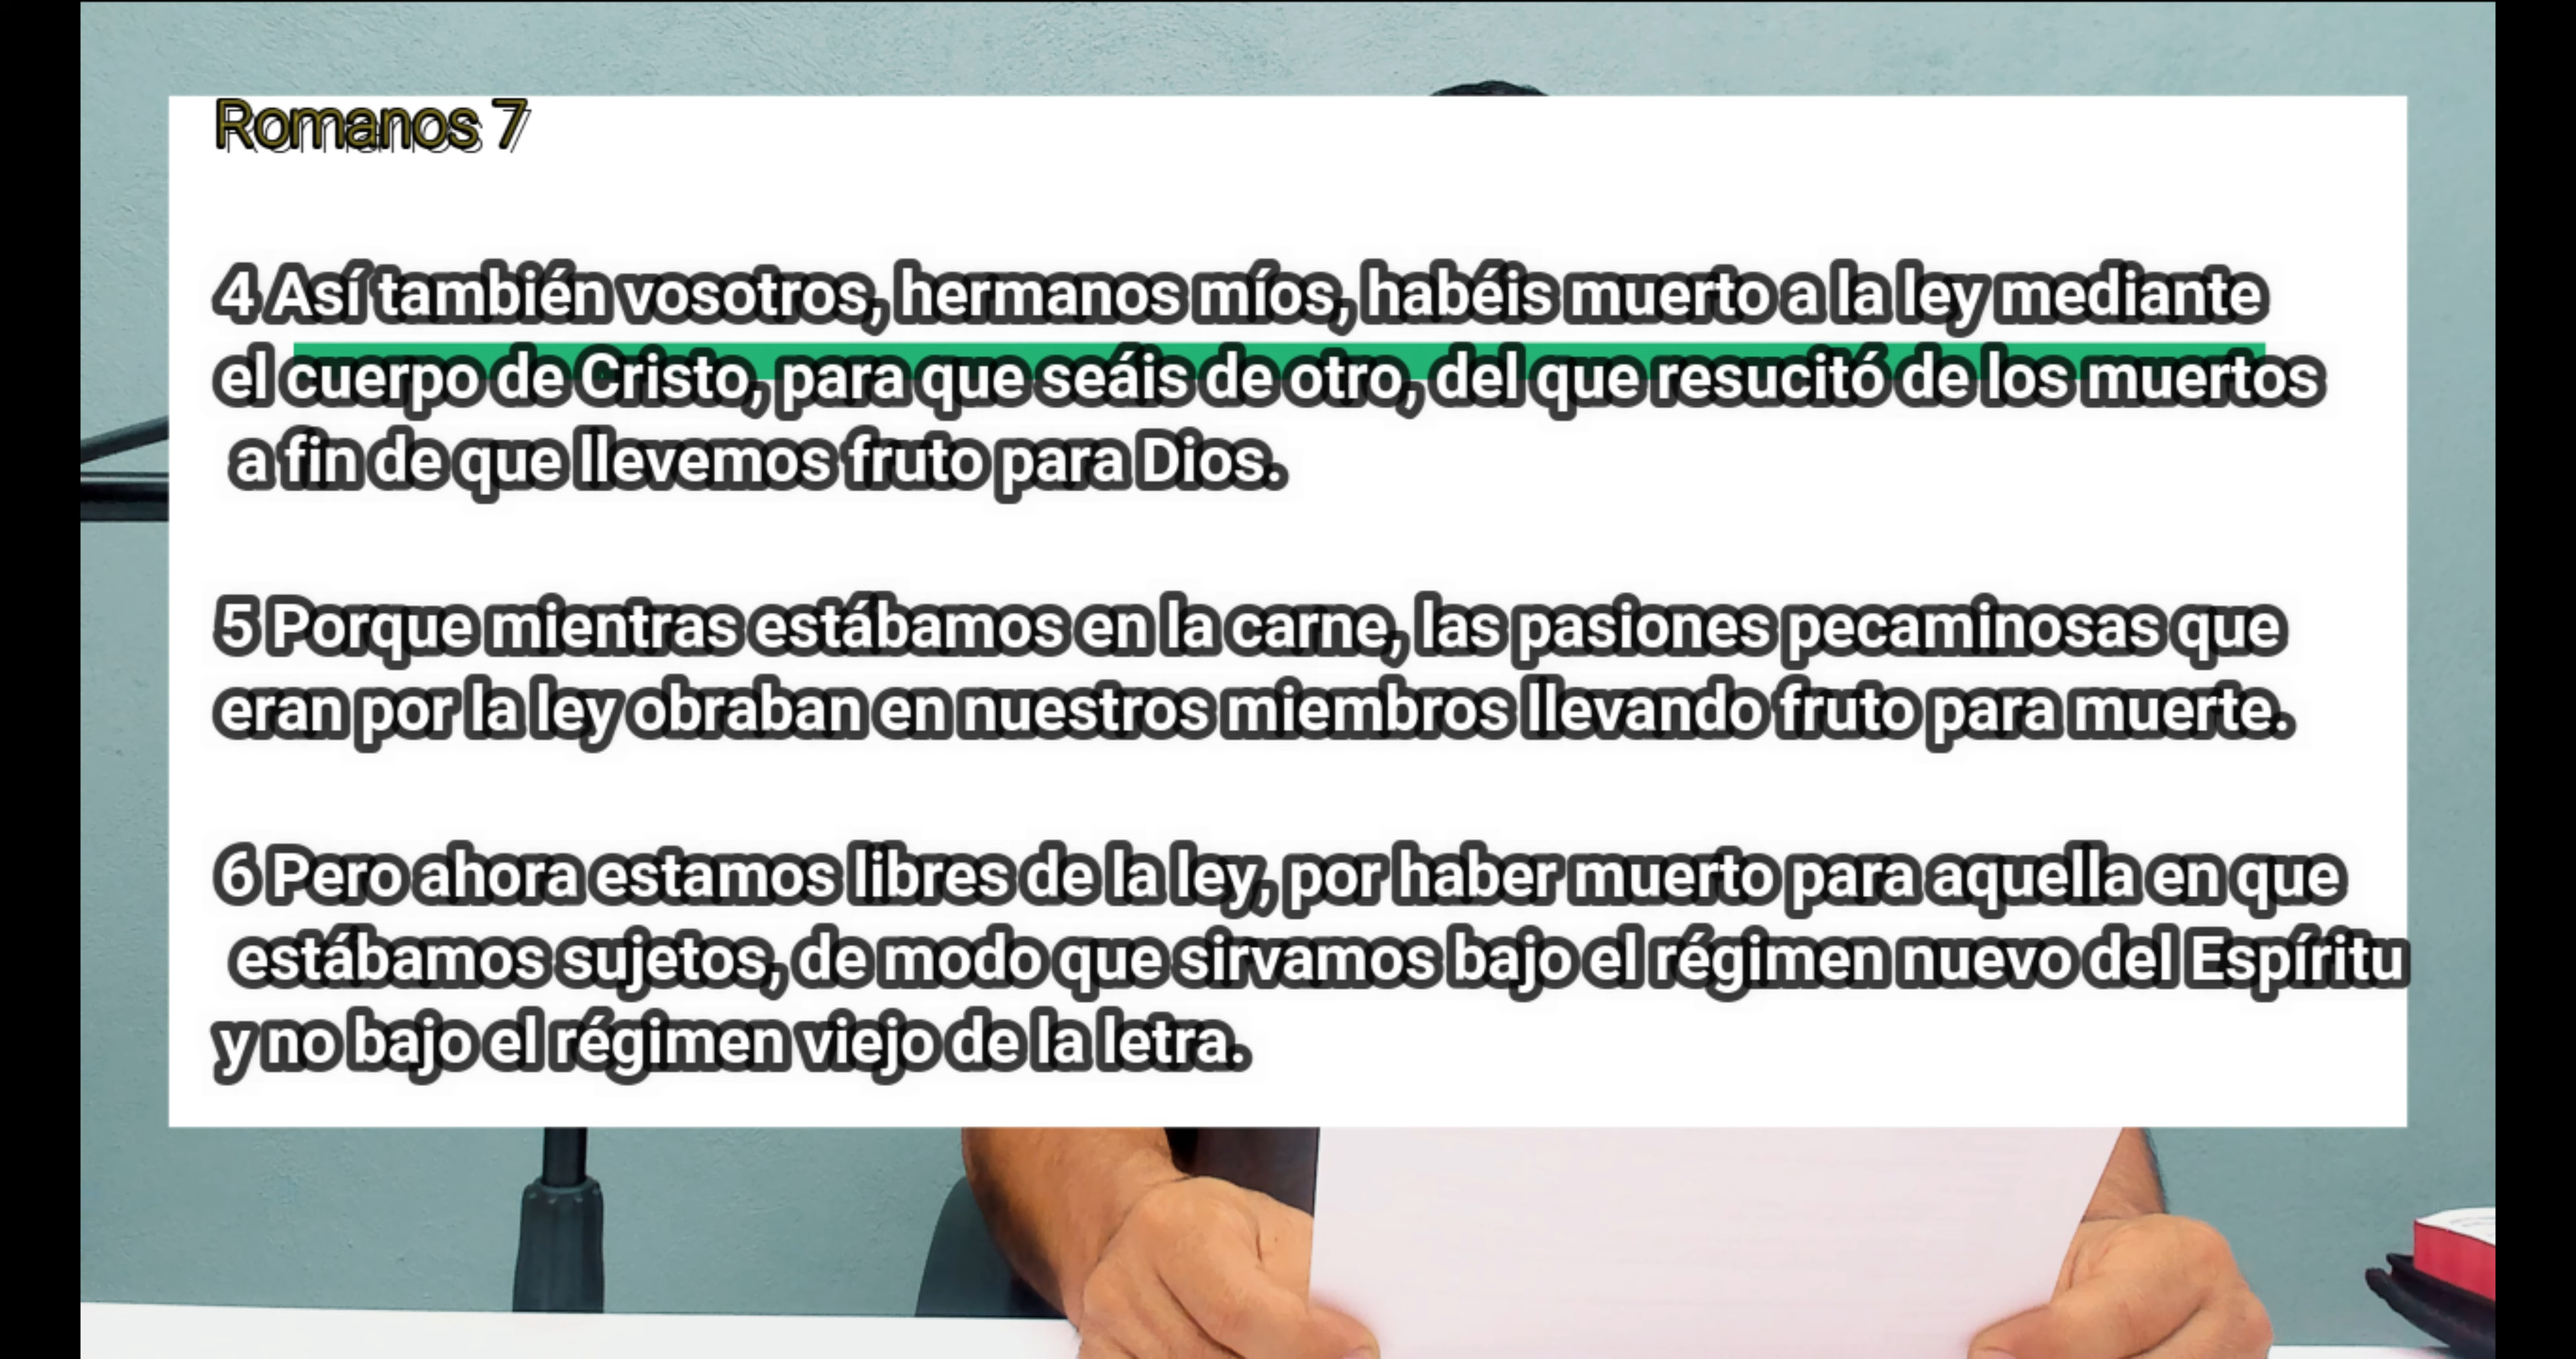 Romanos 7
4 Así también vosotros, hermanos míos, habéis muerto a la ley mediante
el cuerpo de Cristo, para que seáis de otro, del que resucitó de los muertos
a fin de que llevemos fruto para Dios.
5 Porque mientras estábamos en la carne, las pasiones pecaminosas que
eran por la ley obraban en nuestros miembros llevando fruto para muerte.
6 Pero ahora estamos libres de la ley, por haber muerto para aquella en que
estábamos sujetos, de modo que sirvamos bajo el régimen nuevo del Espíritu
y no bajo el régimen viejo de la letra.